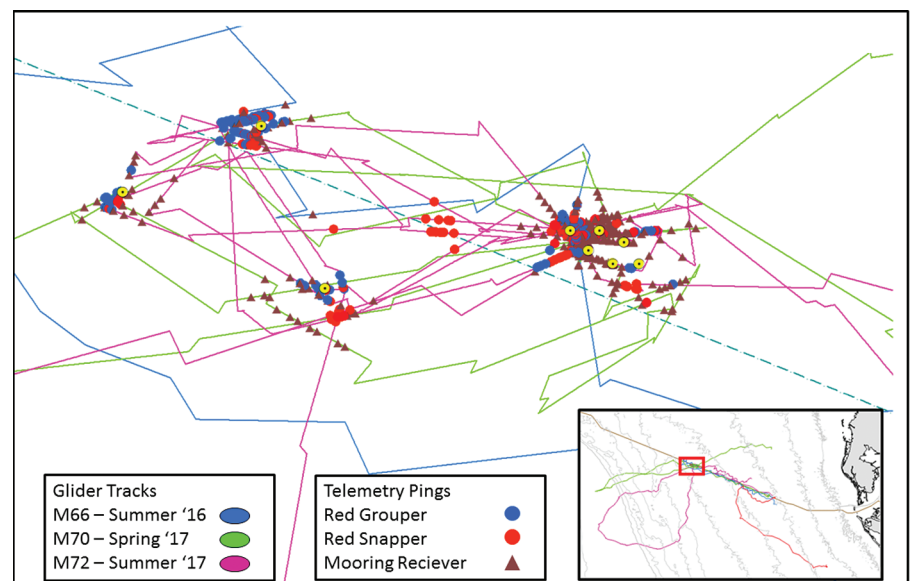 Glider Tracks
M66 – Summer ‘16
M70 – Spring ‘17
M72 – Summer ‘17
Telemetry Pings
Red Grouper
Red Snapper
Mooring Reciever